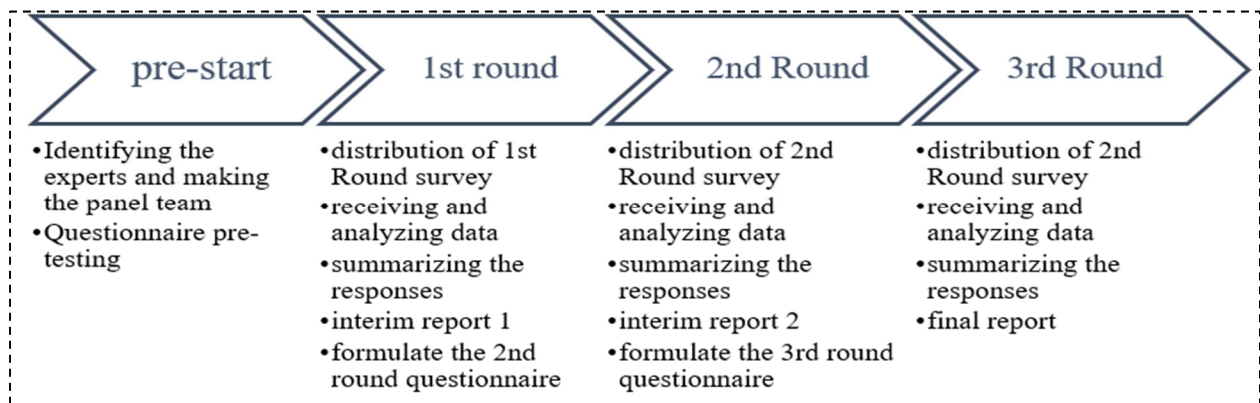 pre-start
•Identifying the
experts and making
the panel team
•Questionnaire pre-
testing
1st round
•distribution of 1st
Round survey
•receiving and
analyzing data
•summarizing the
responses
•interim report 1
•formulate the 2nd
round questionnaire
2nd Round
•distribution of 2nd
Round survey
•receiving and
analyzing data
•summarizing the
responses
•interim report 2
•formulate the 3rd round
questionnaire
3rd Round
•distribution of 2nd
Round survey
•receiving and
analyzing data
•summarizing the
responses
•final report